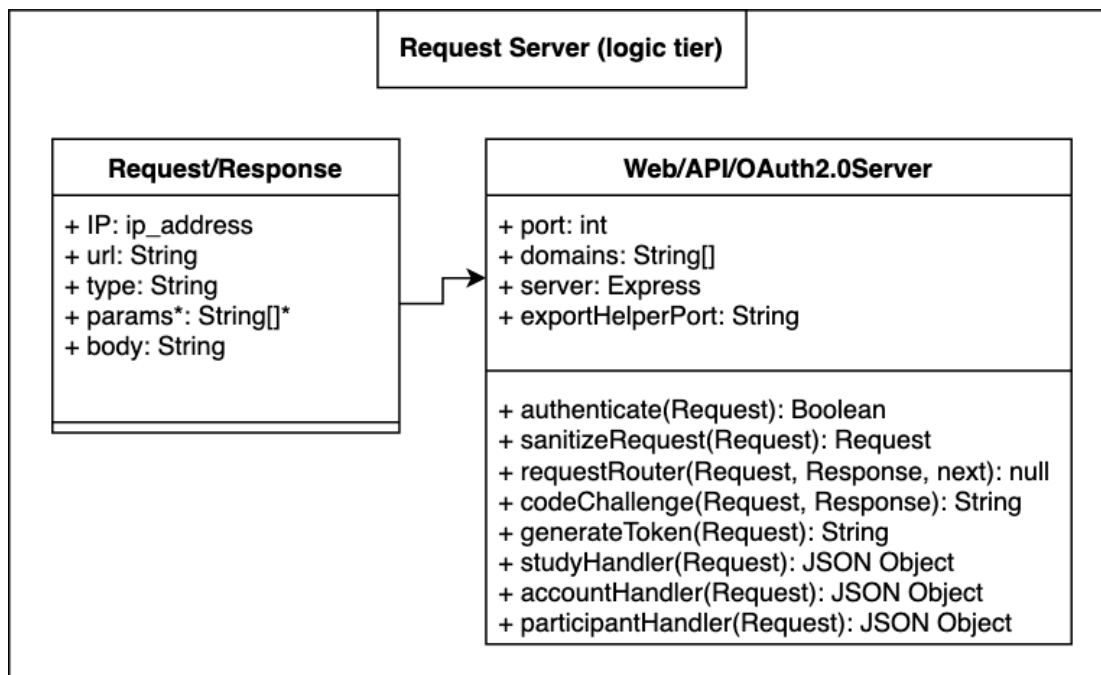 Request Server (logic tier)
Request/Response
+ IP: ip_address
+ url: String
+ type: String
+ params*: String[]*
+ body: String
Web/API/OAuth2.0Server
+ port: int
+ domains: String[]
+ server: Express
+ exportHelperPort: String
+ authenticate(Request): Boolean
+ sanitizeRequest(Request): Request
+ requestRouter(Request, Response, next): null
+ codeChallenge(Request, Response): String
+ generateToken(Request): String
+ studyHandler(Request): JSON Object
+ accountHandler(Request): JSON Object
+ participantHandler(Request): JSON Object